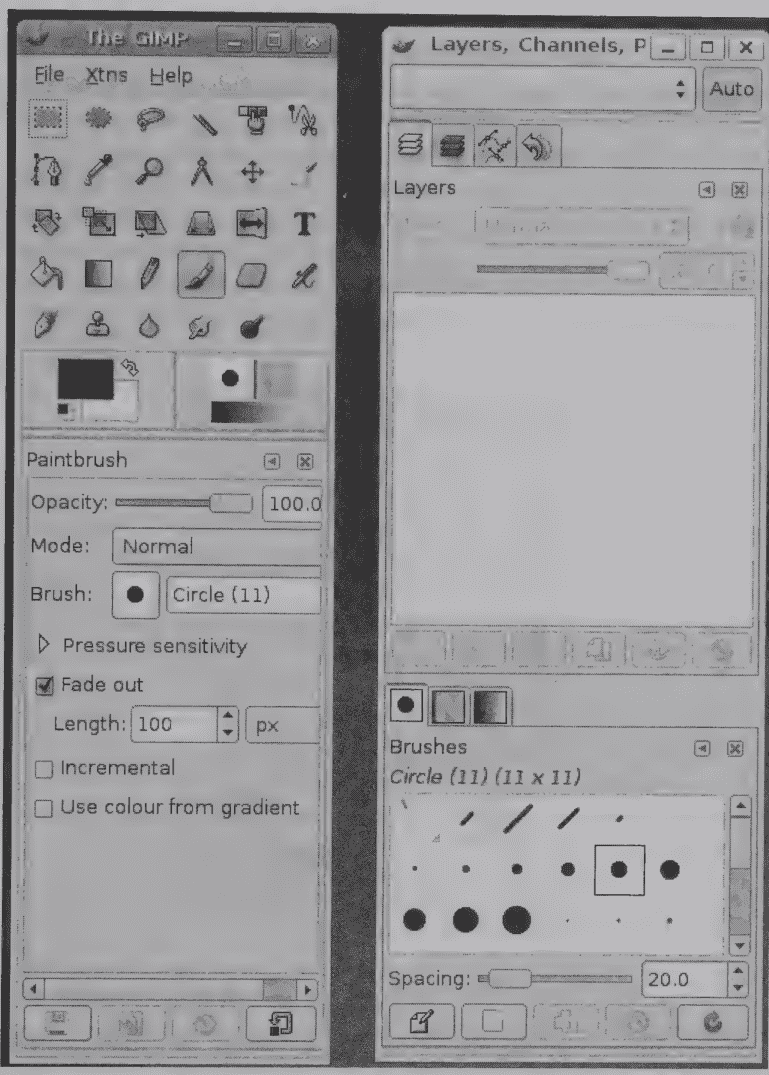 The GIMP
File Xtns Help
T
Paintbrush
Opacity: 100.0
Mode: Normal
Brush: Circle (11)
Pressure sensitivity
Fade out
Length: 100 px
Incremental
Use colour from gradient
Layers, Channels, P
Auto
Layers
Brushes
Circle (11) (11 x 11)
Spacing: 20.0